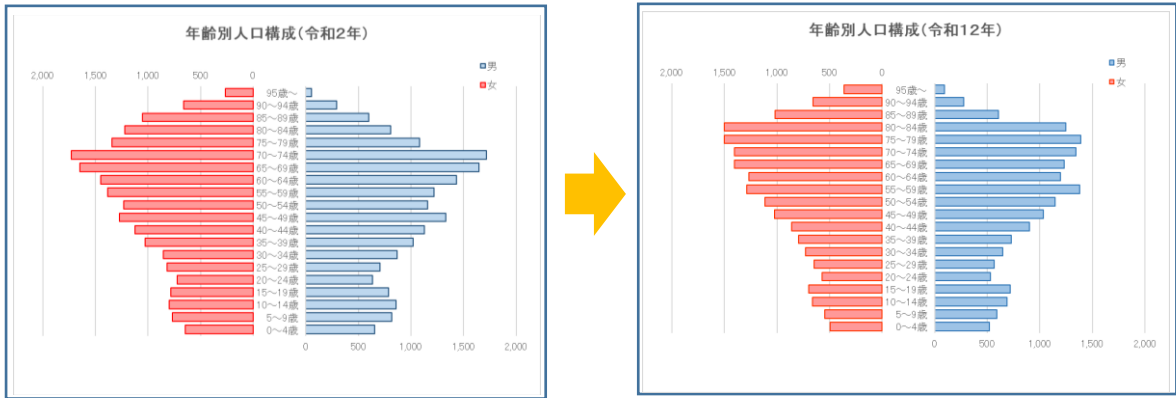 年齢別人口構成(令和2年)
■男
■女
2,000 1,500 1,000 500 0
95歳～
90～94歳
85～89歳
80～84歳
75～79歳
70～74歳
65～69歳
60～64歳
55～59歳
50～54歳
45～49歳
40～44歳
35～39歳
30～34歳
25～29歳
20～24歳
15～19歳
10～14歳
5～9歳
0～4歳
0 500 1,000 1,500 2,000
年齢別人口構成(令和12年)
■男
■女
2,000 1,500 1,000 500 0
95歳～
90～94歳
85～89歳
80～84歳
75～79歳
70～74歳
65～69歳
60～64歳
55～59歳
50～54歳
45～49歳
40～44歳
35～39歳
30～34歳
25～29歳
20～24歳
15～19歳
10～14歳
5～9歳
0～4歳
0 500 1,000 1,500 2,000